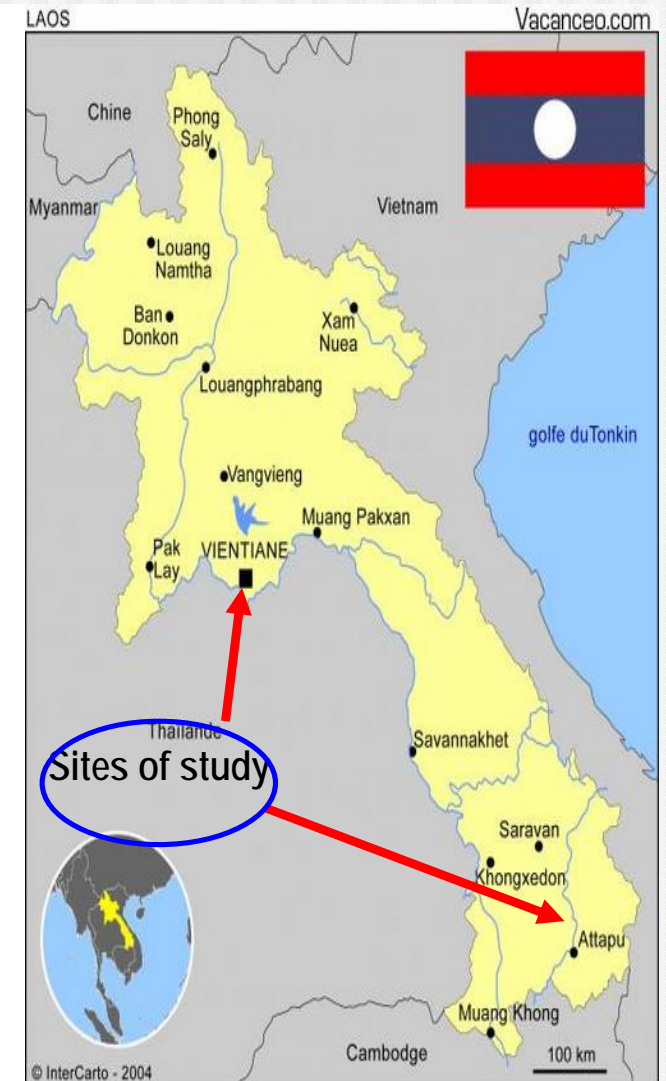 LAOS
Vacanceo.com
Chine
Phong
Saly
Myanmar
Vietnam
Louang
Namtha
Ban
Donkon
Xam
Nuea
Louangphrabang
golfe duTonkin
Vangvieng
Muang Pakxan
Pak
Lay
VIENTIANE
Thaïlande
Sites of study
Savannakhet
Saravan
Khongxedon
Attapu
Muang Khong
Cambodge
100 km
© InterCarto - 2004